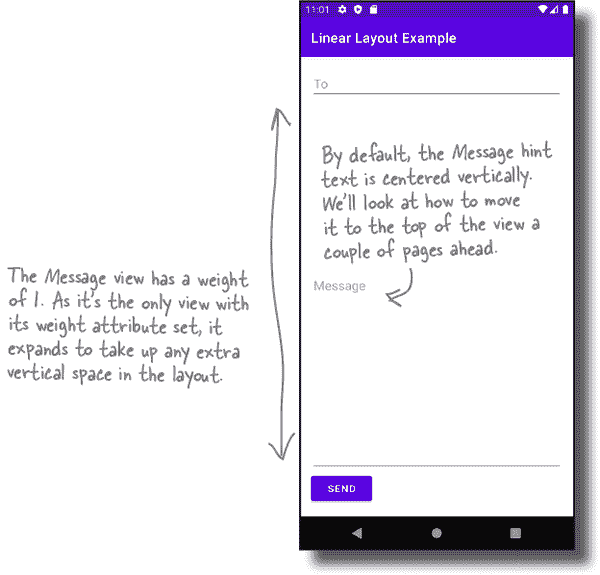 11:01
Linear Layout Example
To
By default, the Message hint
text is centered vertically.
We'll look at how to move
it to the top of the view a
couple of pages ahead.
The Message view has a weight
of 1. As it's the only view with
its weight attribute set, it
expands to take up any extra
vertical space in the layout.
Message
SEND